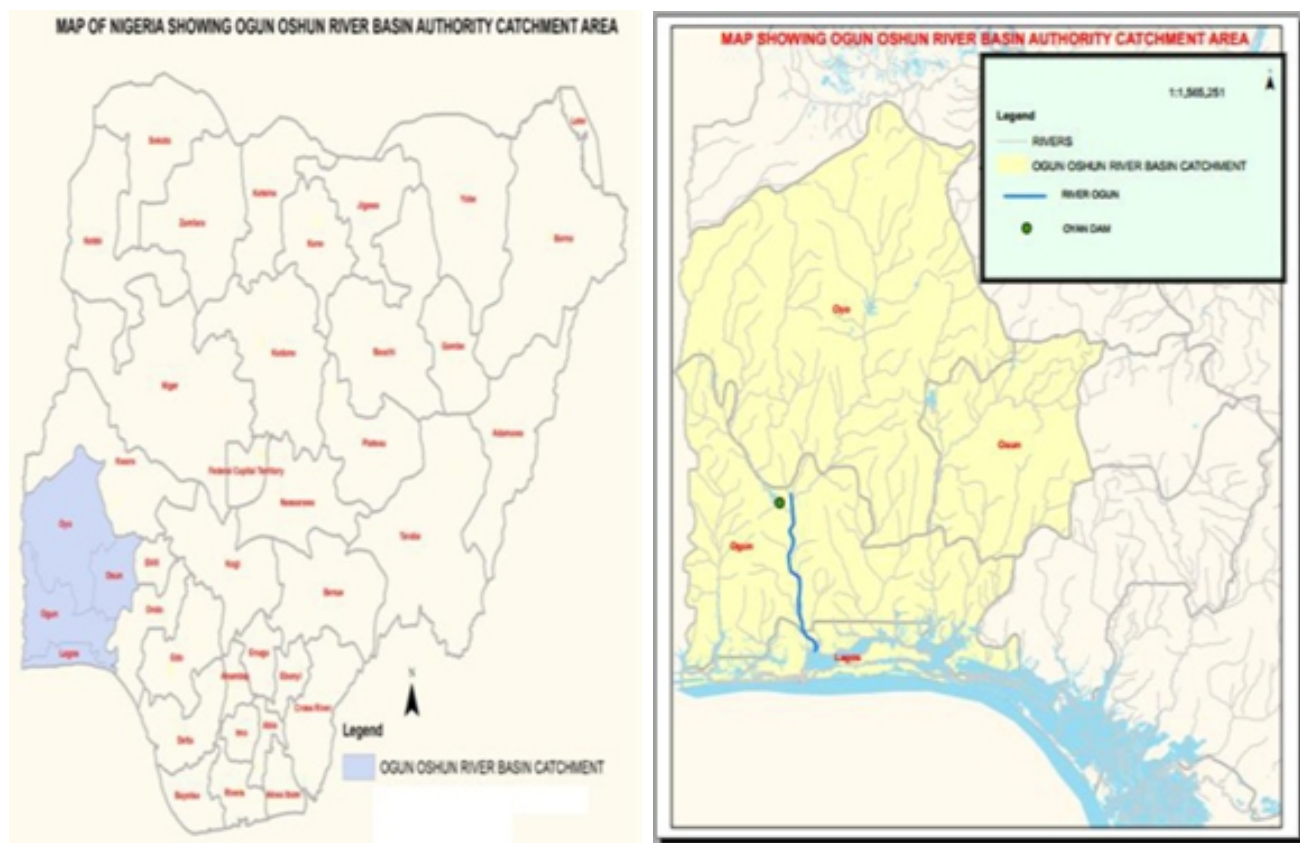 MAP OF NIGERIA SHOWING OGUN OSHUN RIVER BASIN AUTHORITY CATCHMENT AREA
Sokoto
Katsina
Jigawa
Yobe
Zamfara
Kano
Borno
Kebbi
Kaduna
Bauchi
Gombe
Niger
Adamawa
Plateau
Kwara
Federal Capital Territory
Nasarawa
Oyo
Taraba
Kogi
Ekiti
Osun
Benue
Ondo
Ogun
Lagos
Edo
Enugu
Anambra
Ebonyi
Cross River
Delta
Imo
Abia
Bayelsa
Rivers
Akwa Ibom
N
Legend
OGUN OSHUN RIVER BASIN CATCHMENT
MAP SHOWING OGUN OSHUN RIVER BASIN AUTHORITY CATCHMENT AREA
1:1,565,251
Legend
RIVERS
OGUN OSHUN RIVER BASIN CATCHMENT
RIVER OGUN
OYAN DAM
Oyo
Osun
Ogun
Lagos